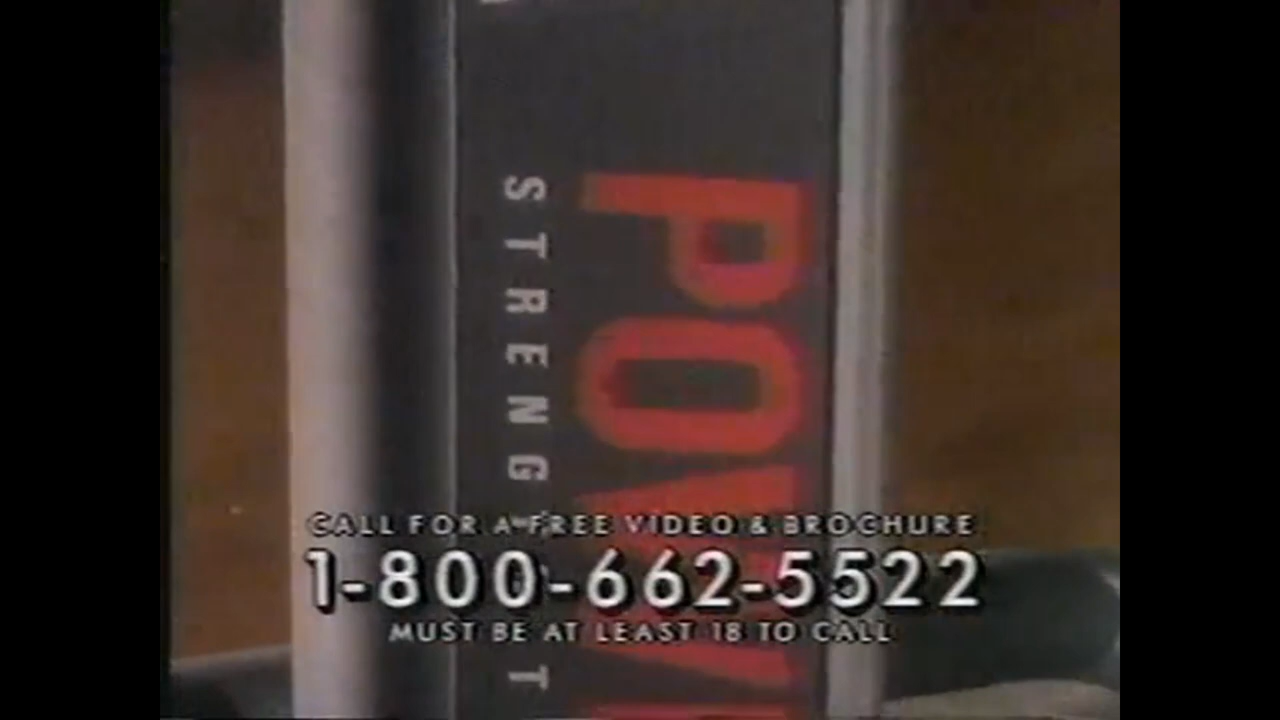 POW
STRENG T
CALL FOR A FREE VIDEO & BROCHURE
1-800-662-5522
MUST BE AT LEAST 18 TO CALL